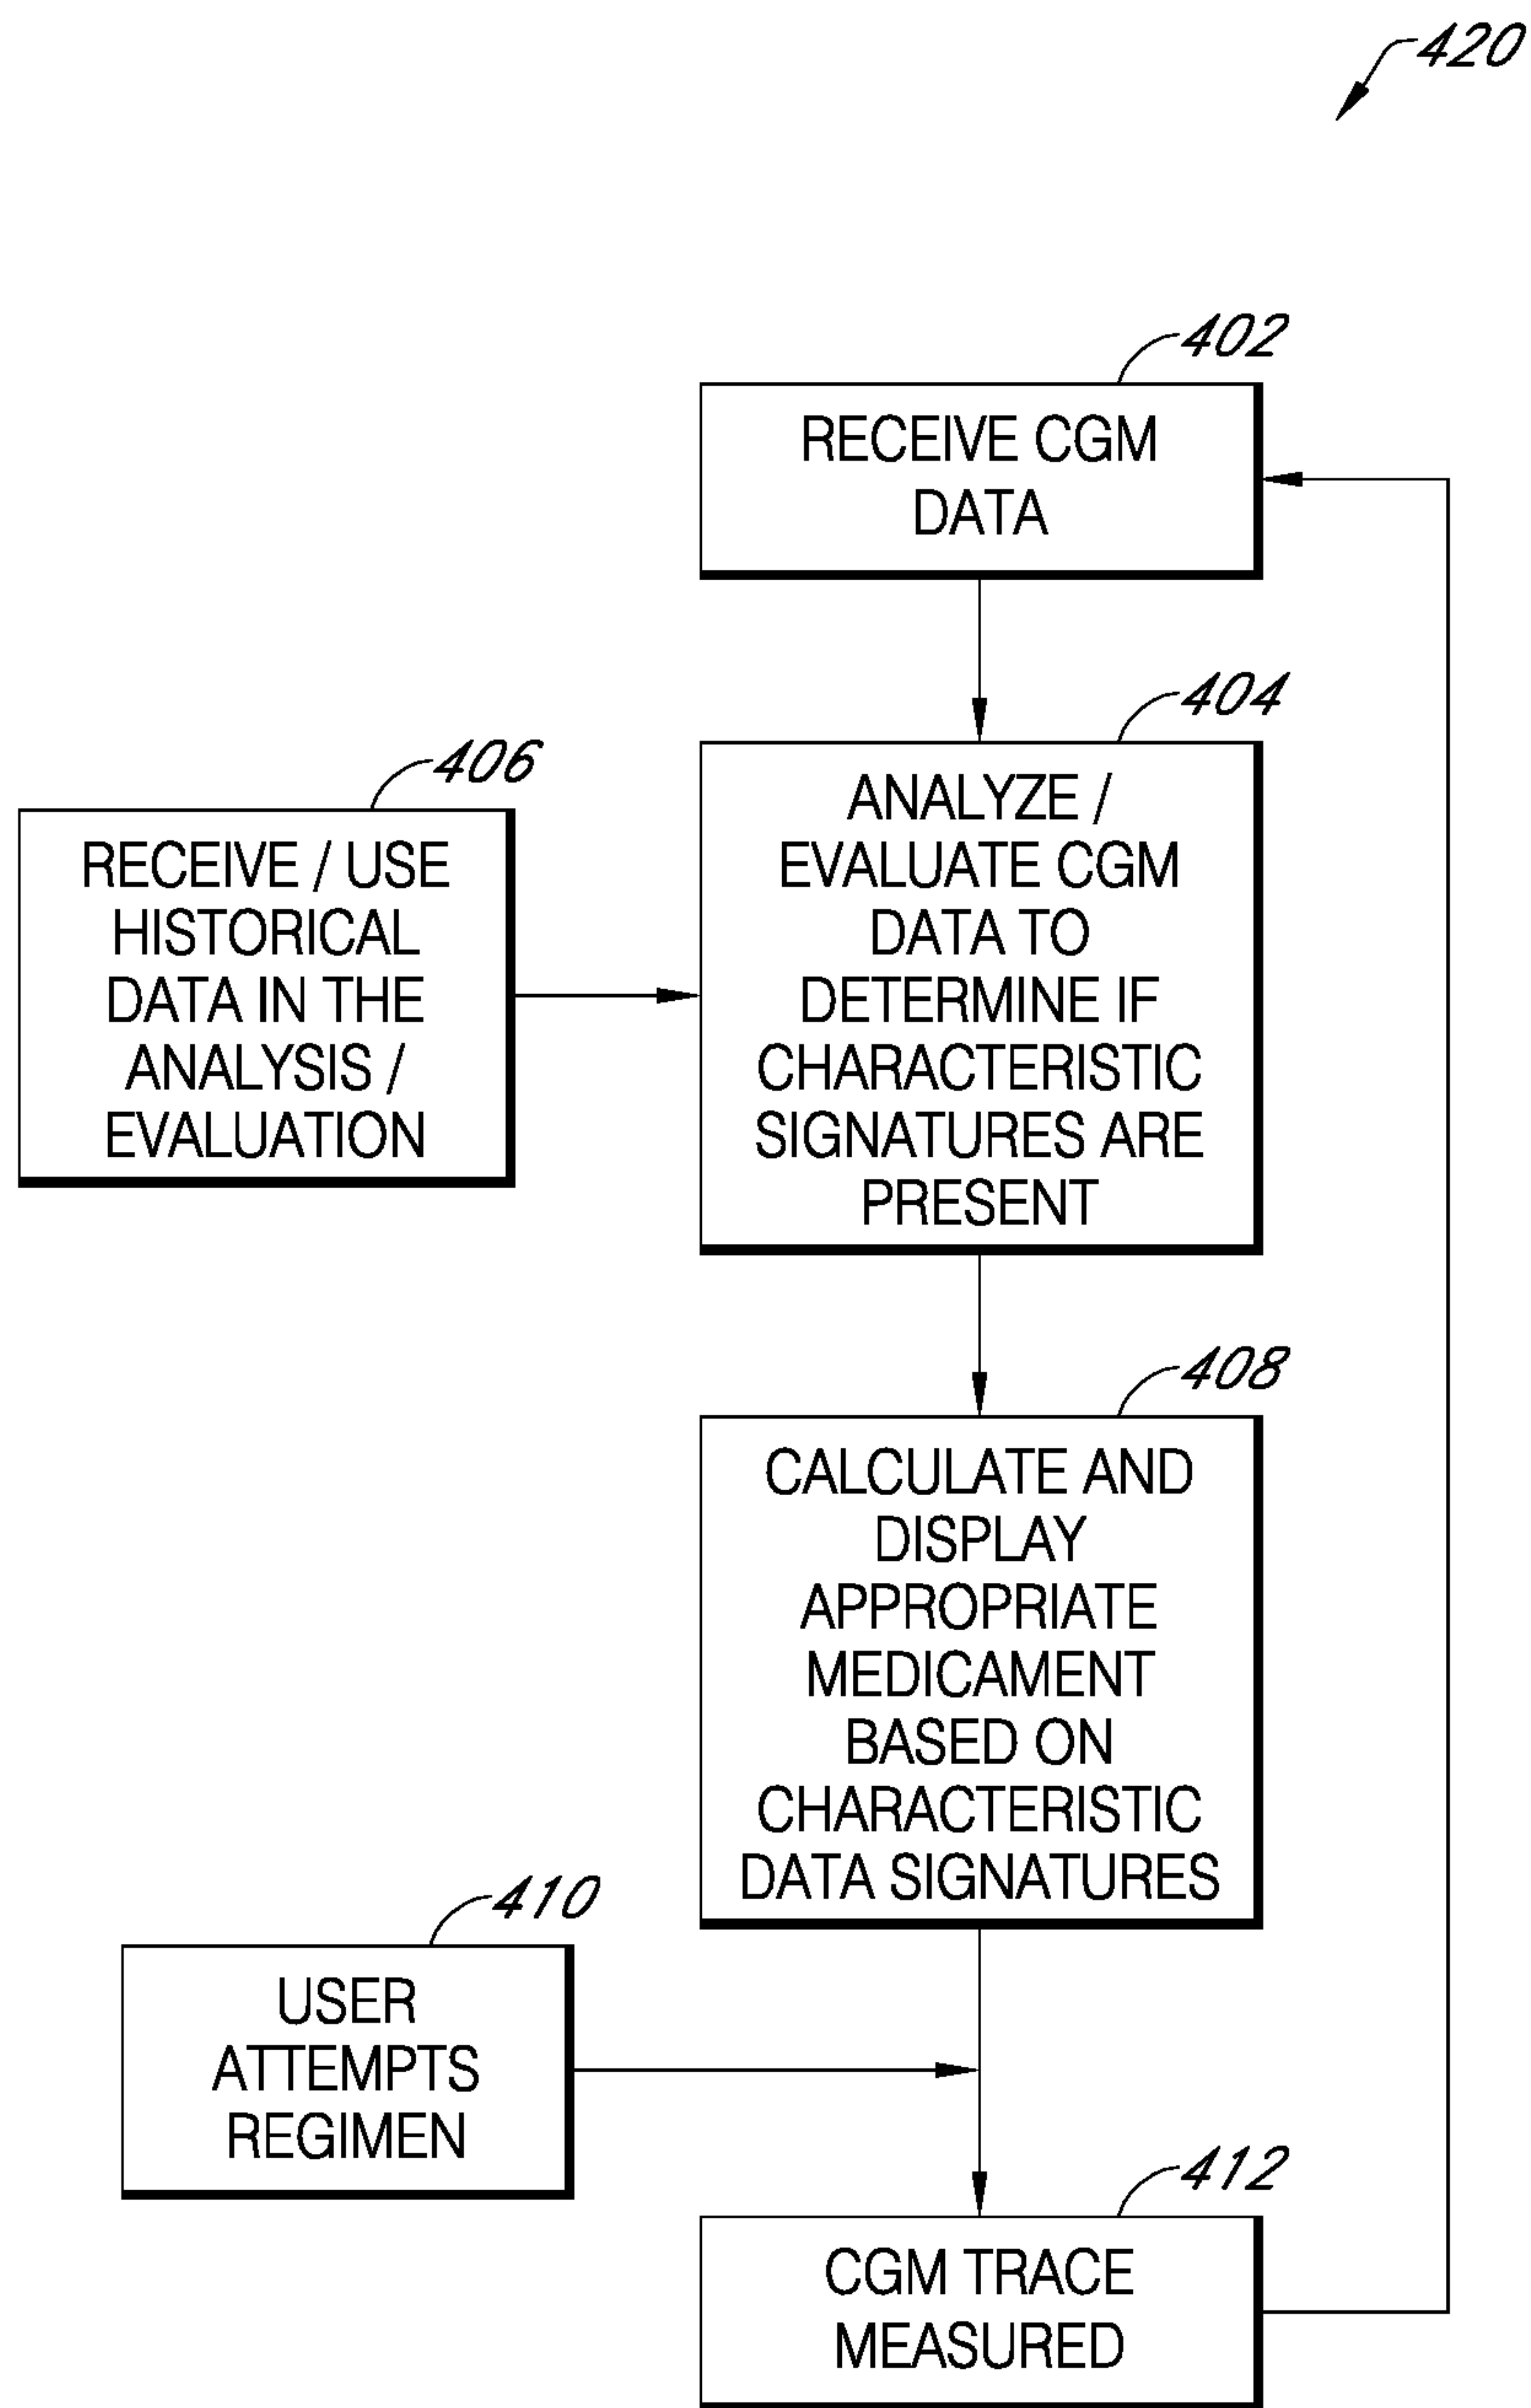 420
402
RECEIVE CGM
DATA
404
ANALYZE /
EVALUATE CGM
DATA TO
DETERMINE IF
CHARACTERISTIC
SIGNATURES ARE
PRESENT
406
RECEIVE / USE
HISTORICAL
DATA IN THE
ANALYSIS /
EVALUATION
408
CALCULATE AND
DISPLAY
APPROPRIATE
MEDICAMENT
BASED ON
CHARACTERISTIC
DATA SIGNATURES
410
USER
ATTEMPTS
REGIMEN
412
CGM TRACE
MEASURED